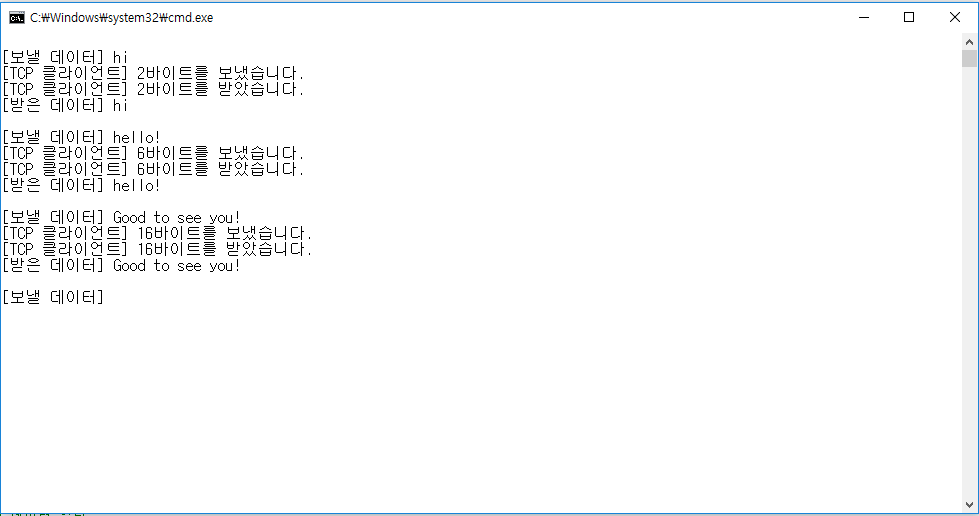 C:₩Windows₩system32₩cmd.exe
[보낼 데이터] hi
[TCP 클라이언트] 2바이트를 보냈습니다.
[TCP 클라이언트] 2바이트를 받았습니다.
[받은 데이터] hi
[보낼 데이터] hello!
[TCP 클라이언트] 6바이트를 보냈습니다.
[TCP 클라이언트] 6바이트를 받았습니다.
[받은 데이터] hello!
[보낼 데이터] Good to see you!
[TCP 클라이언트] 16바이트를 보냈습니다.
[TCP 클라이언트] 16바이트를 받았습니다.
[받은 데이터] Good to see you!
[보낼 데이터]